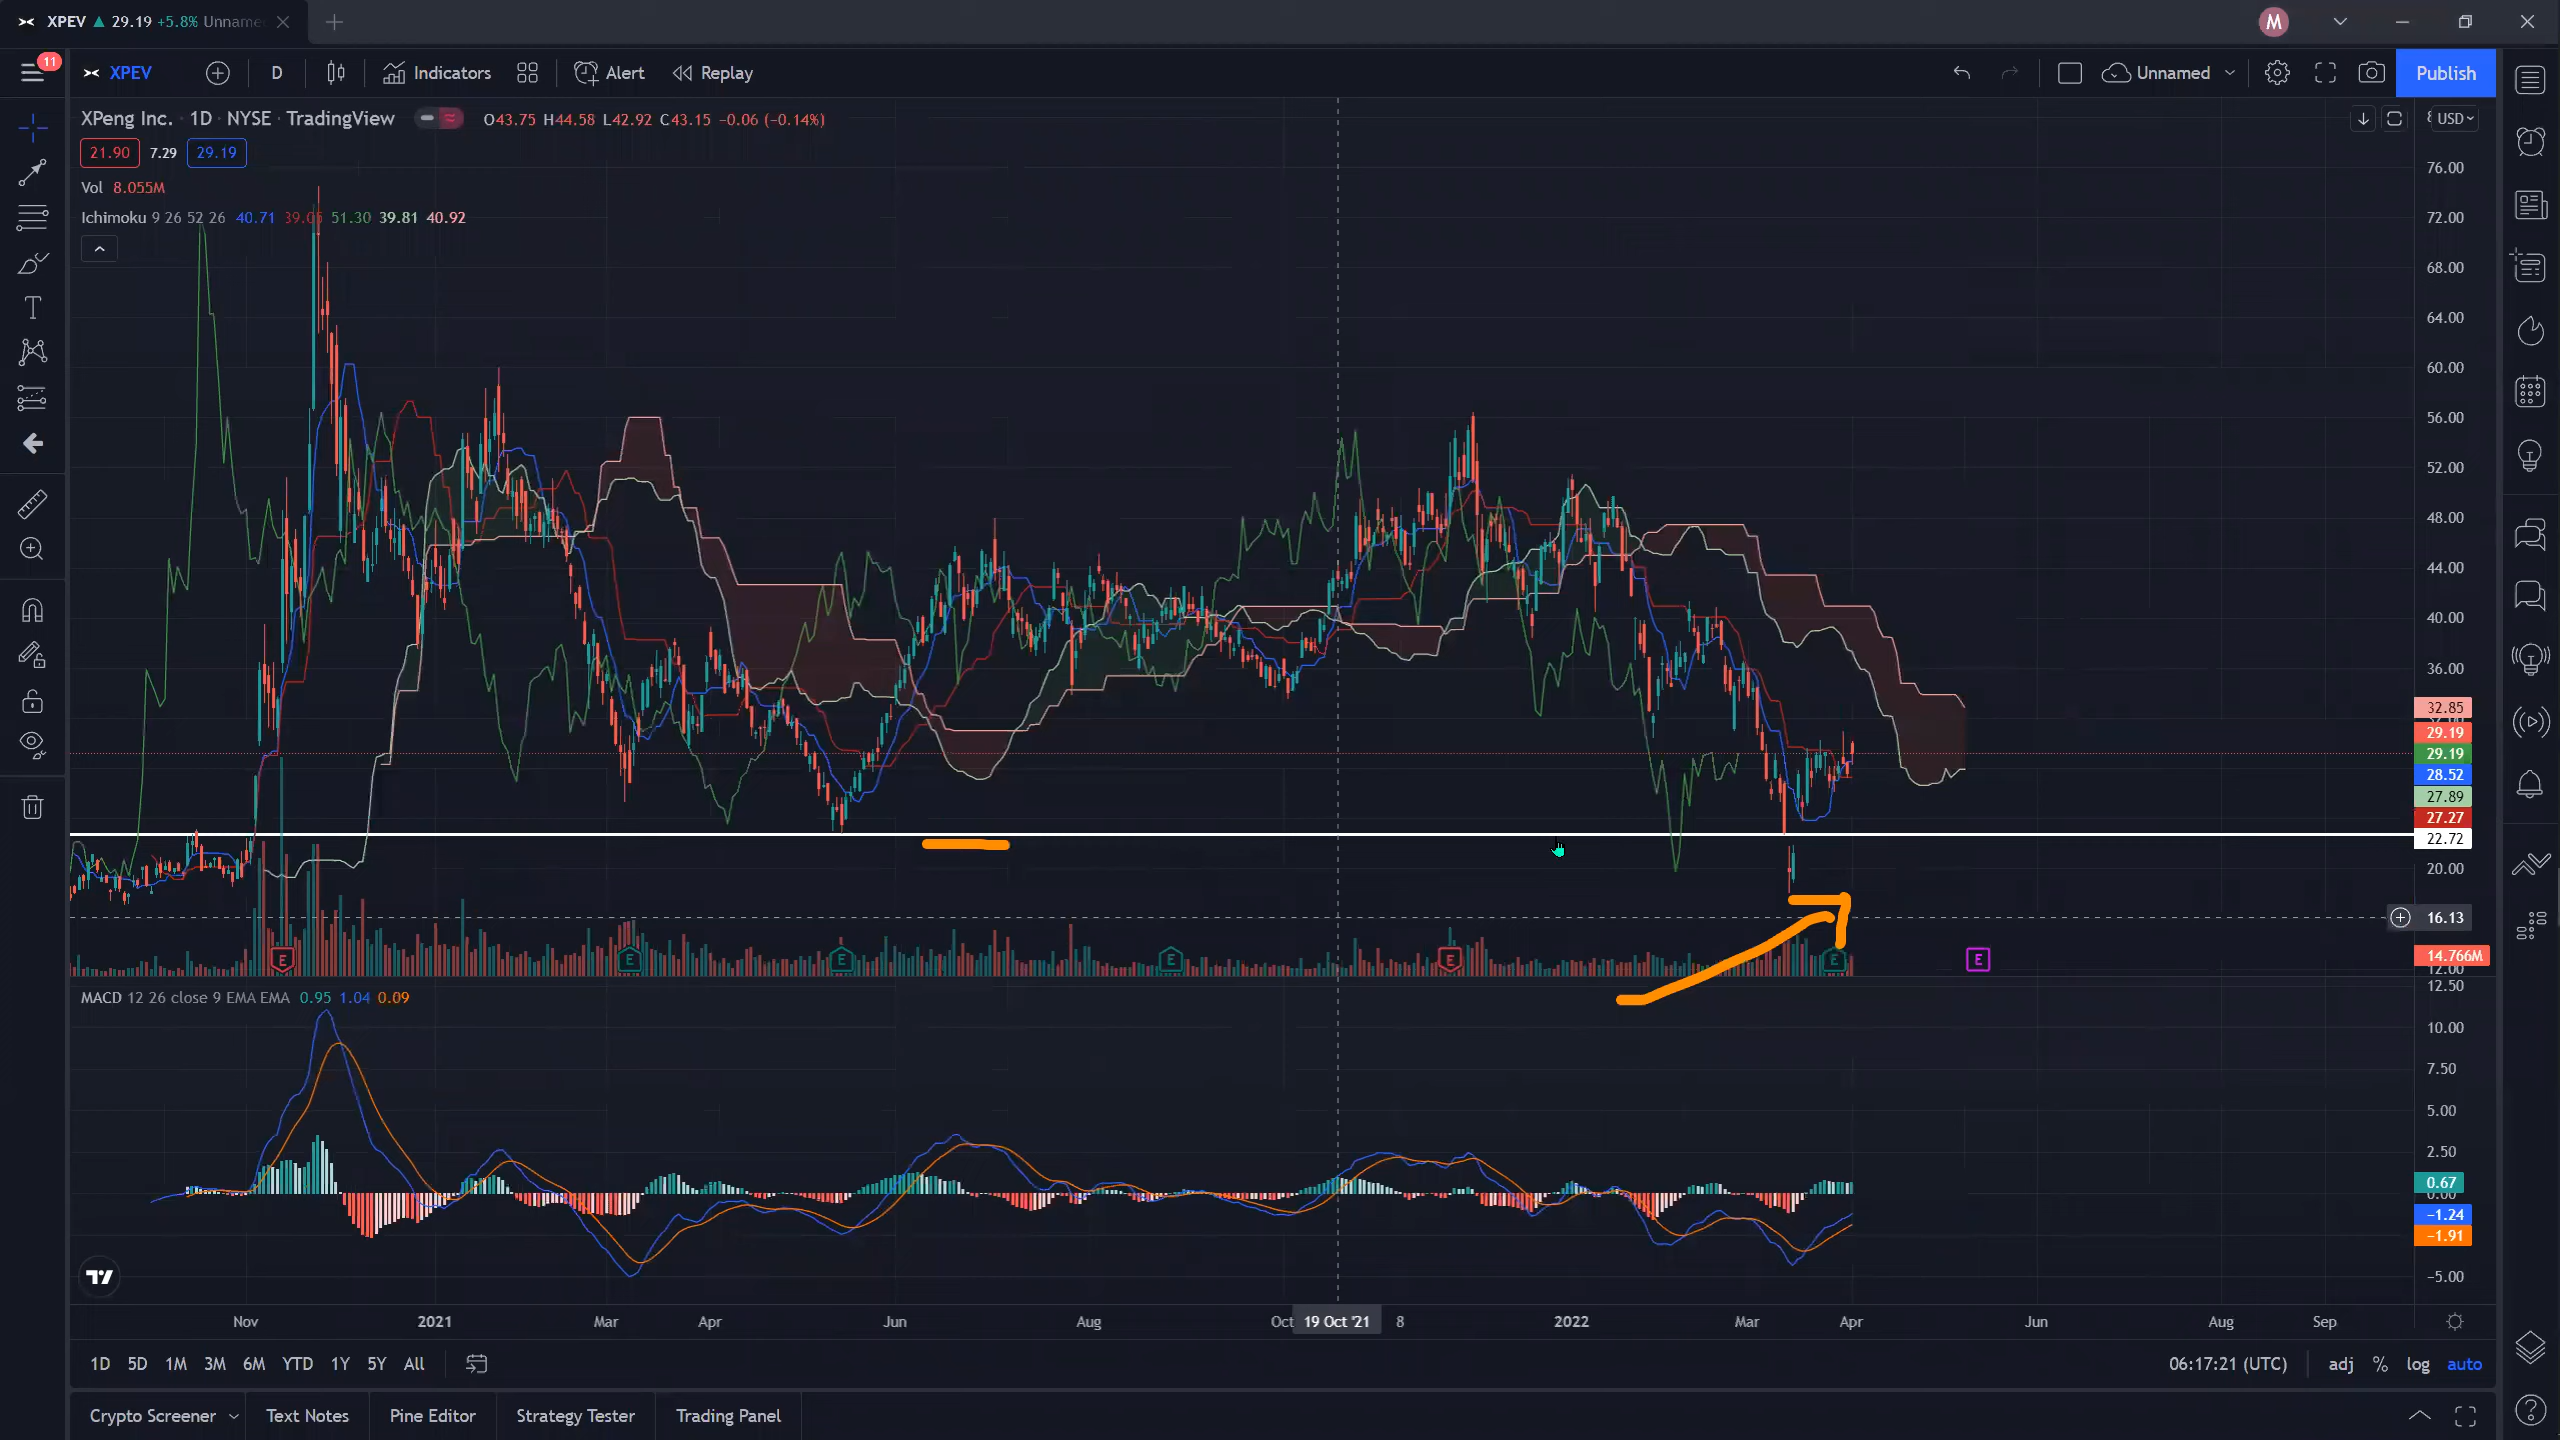 XPEV ▲ 29.19 +5.8% Unname
M
11
XPEV
D
Indicators
Alert
Replay
Unnamed
Publish
XPeng Inc. · 1D · NYSE · TradingView
O43.75 H44.58 L42.92 C43.15 −0.06 (−0.14%)
USD
21.90 7.29 29.19
Vol 8.055M
Ichimoku 9 26 52 26 40.71 39.05 51.30 39.81 40.92
76.00
72.00
68.00
64.00
60.00
56.00
52.00
48.00
44.00
40.00
36.00
32.85
29.19
29.19
28.52
27.89
27.27
22.72
20.00
16.13
14.766M
12.00
E E E E E E E
MACD 12 26 close 9 EMA EMA 0.95 1.04 0.09
12.50
10.00
7.50
5.00
2.50
0.67
0.00
−1.24
−1.91
−5.00
Nov 2021 Mar Apr Jun Aug Oct 19 Oct '21 8 2022 Mar Apr Jun Aug Sep
1D 5D 1M 3M 6M YTD 1Y 5Y All
06:17:21 (UTC) adj % log auto
Crypto Screener Text Notes Pine Editor Strategy Tester Trading Panel